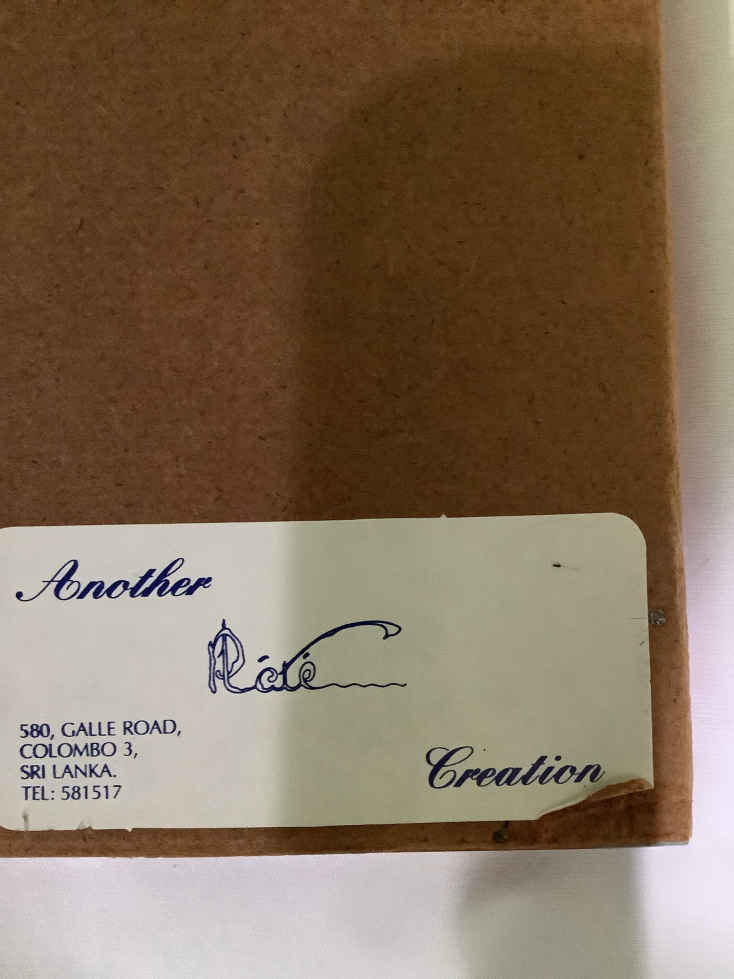 Another
580, GALLE ROAD,
COLOMBO 3,
SRI LANKA.
TEL: 581517
Creation